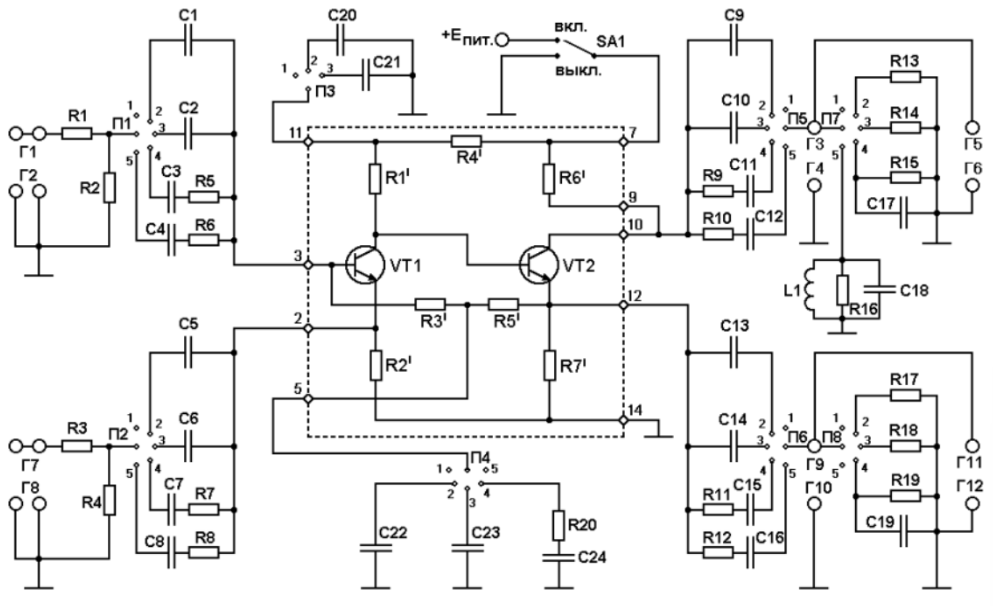 C1
C20
вкл.
C9
+Eпит.
SA1
выкл.
C21
R13
1 2 3
П3
R1
1 2 3 4 5
П1
C2
C10
2 1 3 4 5
П5
1 2 3 4 5
П7
R14
Г1
Г3
Г5
11
R4'
7
Г2
R2
C3
R5
R1'
R6'
R9
C11
Г4
R15
Г6
C4
R6
9
R10
C12
C17
10
3
VT1
VT2
L1
R16
C18
12
R3'
R5'
C5
2
C13
R2'
R7'
R17
5
14
R3
1 2 3 4 5
П2
C6
C14
2 1 3 4 5
П6
1 2 3 4 5
П8
R18
Г7
Г9
Г11
П4
1 2 3 4 5
Г8
R4
C7
R7
R11
C15
Г10
R19
Г12
C8
R8
C22
C23
R20
R12
C16
C19
C24